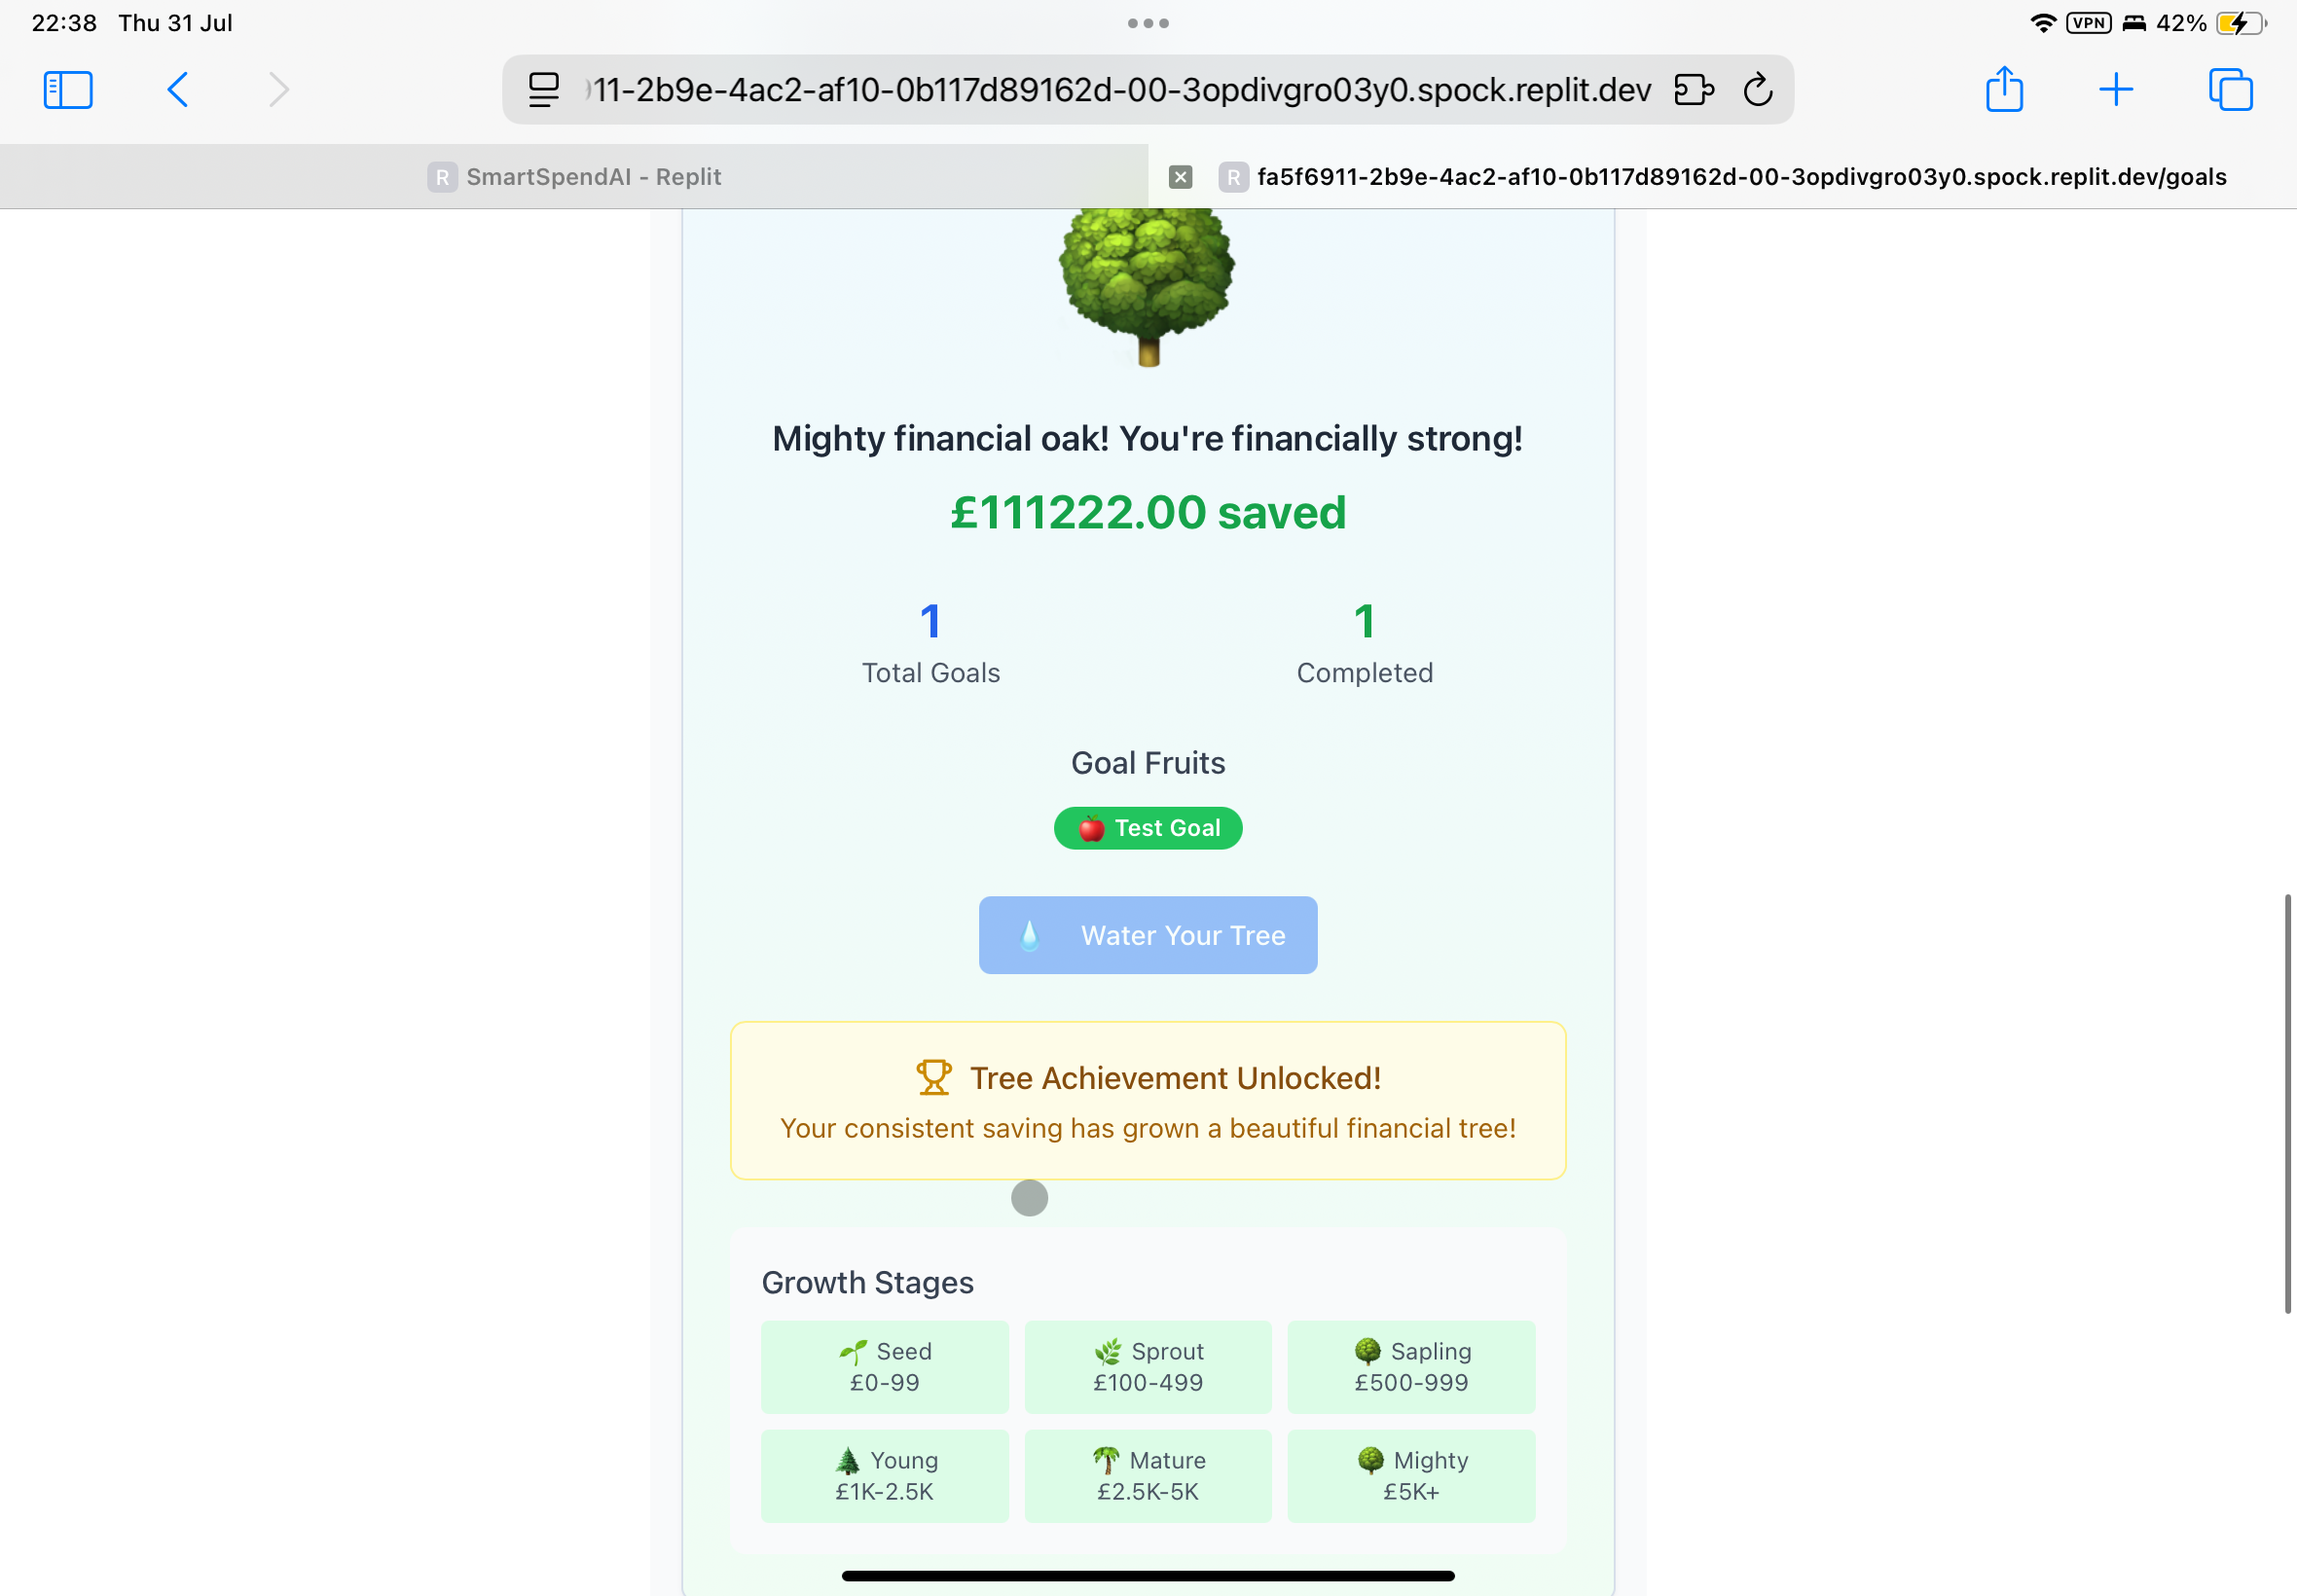 22:38 Thu 31 Jul
VPN 42%
11-2b9e-4ac2-af10-0b117d89162d-00-3opdivgro03y0.spock.replit.dev
R SmartSpendAI - Replit
R fa5f6911-2b9e-4ac2-af10-0b117d89162d-00-3opdivgro03y0.spock.replit.dev/goals
Mighty financial oak! You're financially strong!
£111222.00 saved
1
Total Goals
1
Completed
Goal Fruits
Test Goal
Water Your Tree
Tree Achievement Unlocked!
Your consistent saving has grown a beautiful financial tree!
Growth Stages
Seed
£0-99
Sprout
£100-499
Sapling
£500-999
Young
£1K-2.5K
Mature
£2.5K-5K
Mighty
£5K+